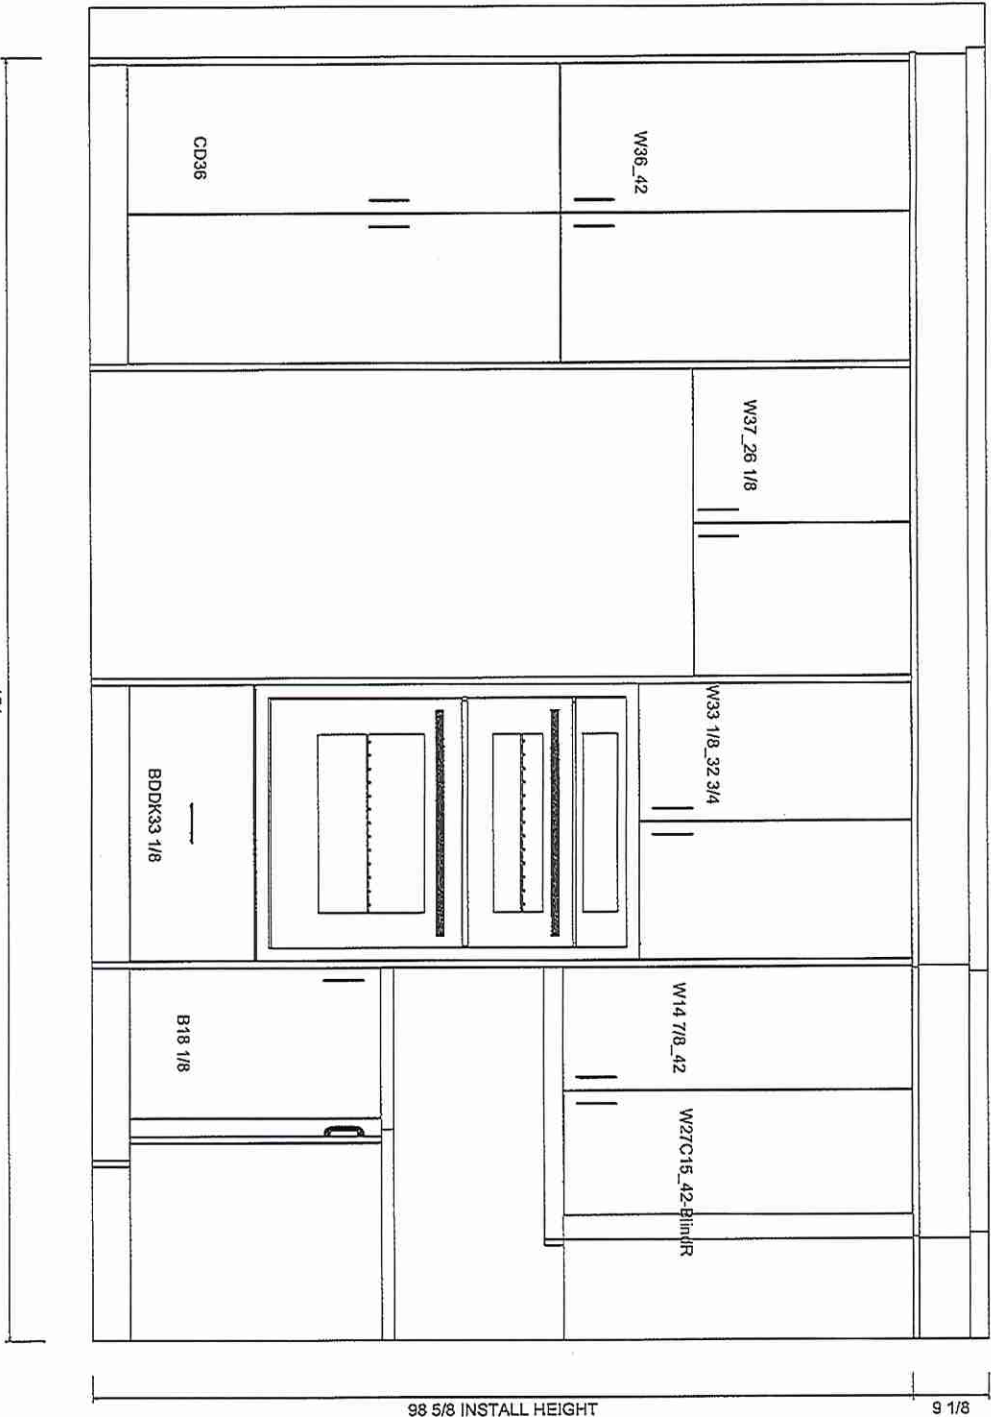 CD36
W36_42
W37_26 1/8
W33 1/8_32 3/4
BDDK33 1/8
W14 7/8_42
B18 1/8
W27C15_42-BlindR
98 5/8 INSTALL HEIGHT
9 1/8